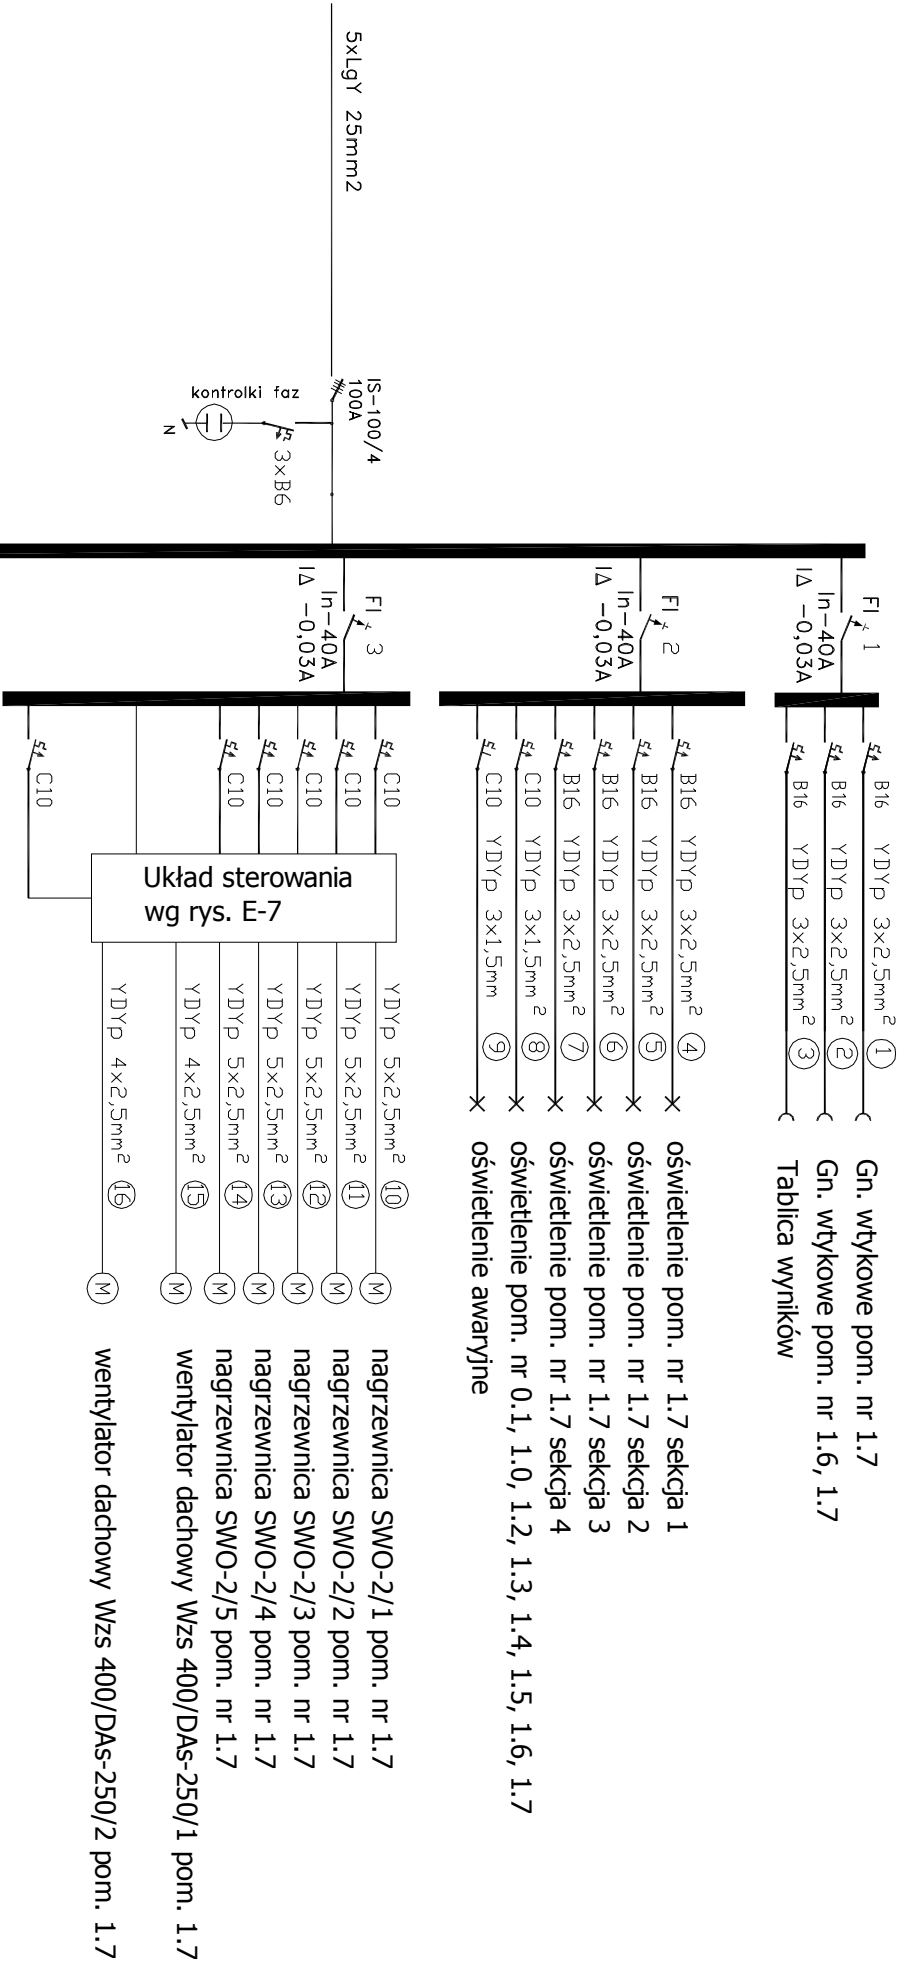 5xLgY 25mm2
IS-100/4
100A
kontrolki faz
N
3xB6
FI 1
In-40A
IΔ -0,03A
B16 YDYp 3x2,5mm² 1 Gn. wtykowe pom. nr 1.7
B16 YDYp 3x2,5mm² 2 Gn. wtykowe pom. nr 1.6, 1.7
B16 YDYp 3x2,5mm² 3 Tablica wyników
FI 2
In-40A
IΔ -0,03A
B16 YDYp 3x2,5mm² 4 oświetlenie pom. nr 1.7 sekcja 1
B16 YDYp 3x2,5mm² 5 oświetlenie pom. nr 1.7 sekcja 2
B16 YDYp 3x2,5mm² 6 oświetlenie pom. nr 1.7 sekcja 3
B16 YDYp 3x2,5mm² 7 oświetlenie pom. nr 1.7 sekcja 4
C10 YDYp 3x1,5mm² 8 oświetlenie pom. nr 0.1, 1.0, 1.2, 1.3, 1.4, 1.5, 1.6, 1.7
C10 YDYp 3x1,5mm 9 oświetlenie awaryjne
FI 3
In-40A
IΔ -0,03A
C10
C10
C10
C10
C10
C10
Układ sterowania
wg rys. E-7
YDYp 5x2,5mm² 10 M nagrzewnica SWO-2/1 pom. nr 1.7
YDYp 5x2,5mm² 11 M nagrzewnica SWO-2/2 pom. nr 1.7
YDYp 5x2,5mm² 12 M nagrzewnica SWO-2/3 pom. nr 1.7
YDYp 5x2,5mm² 13 M nagrzewnica SWO-2/4 pom. nr 1.7
YDYp 5x2,5mm² 14 M nagrzewnica SWO-2/5 pom. nr 1.7
YDYp 4x2,5mm² 15 M wentylator dachowy Wzs 400/DAs-250/1 pom. 1.7
YDYp 4x2,5mm² 16 M wentylator dachowy Wzs 400/DAs-250/2 pom. 1.7